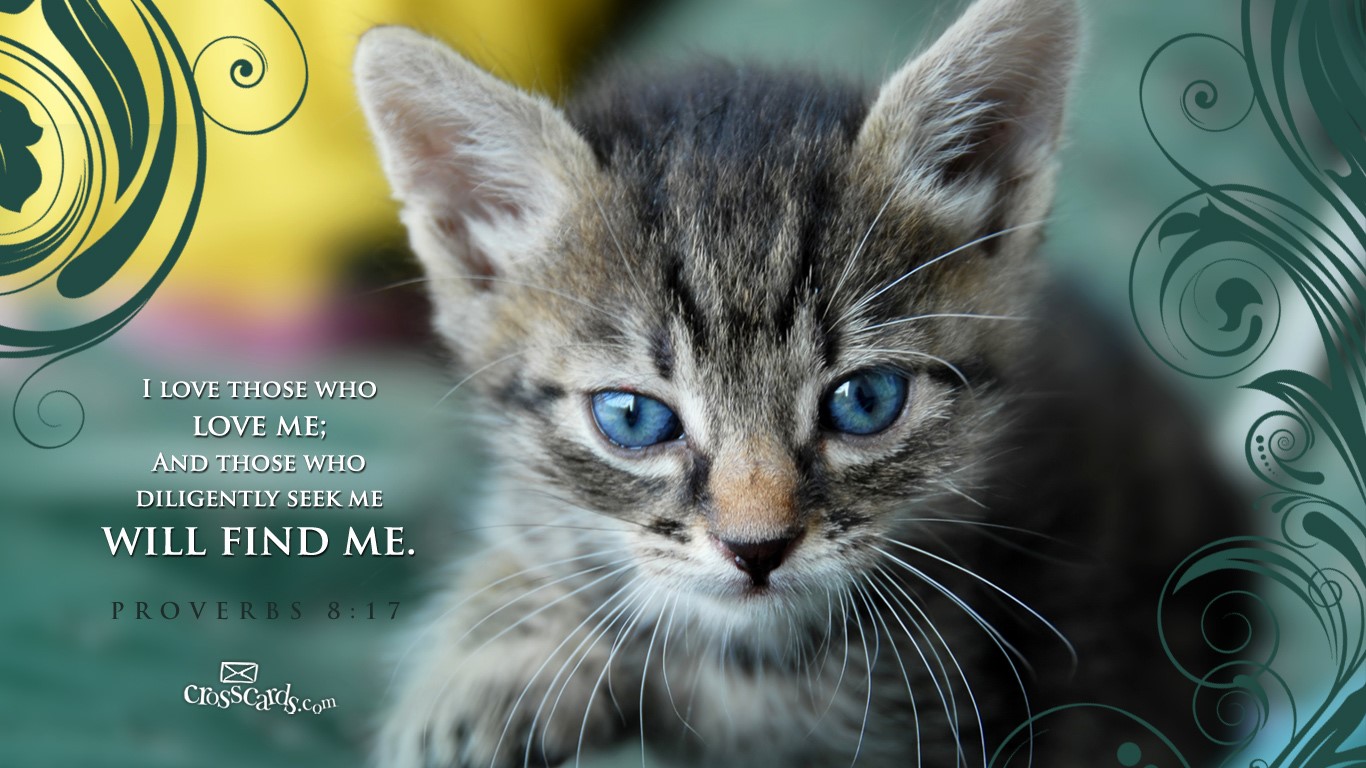 I LOVE THOSE WHO
LOVE ME;
AND THOSE WHO
DILIGENTLY SEEK ME
WILL FIND ME.
PROVERBS 8:17
crosscards.com